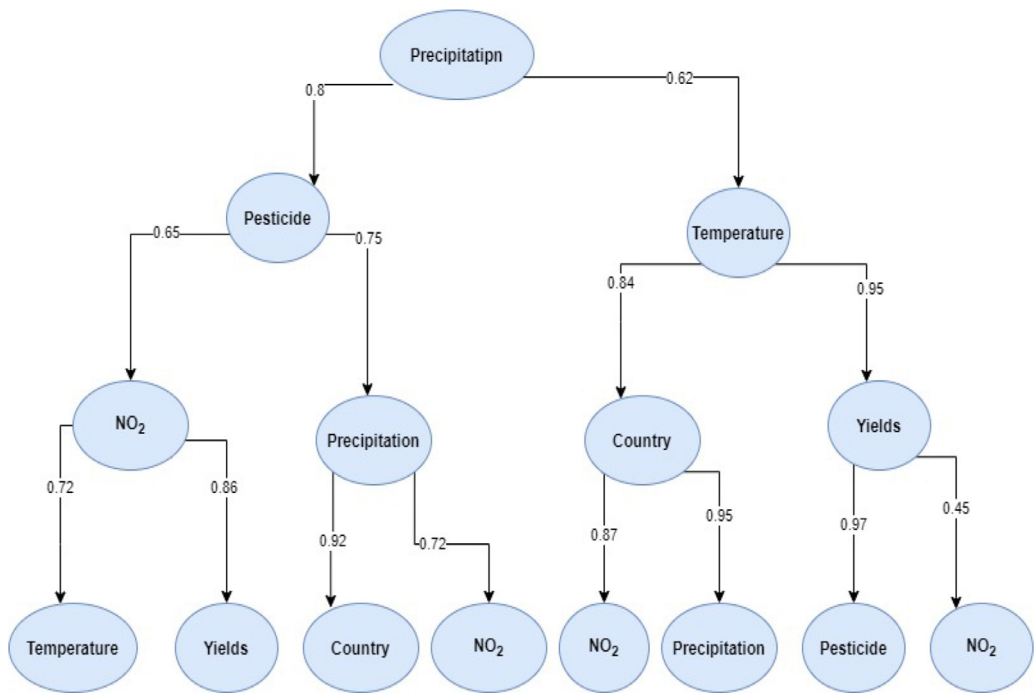 Precipitatipn
0.8
0.62
Pesticide
Temperature
0.65
0.75
0.84
0.95
NO₂
Precipitation
Country
Yields
0.72
0.86
0.92
0.72
0.87
0.95
0.97
0.45
Temperature
Yields
Country
NO₂
NO₂
Precipitation
Pesticide
NO₂